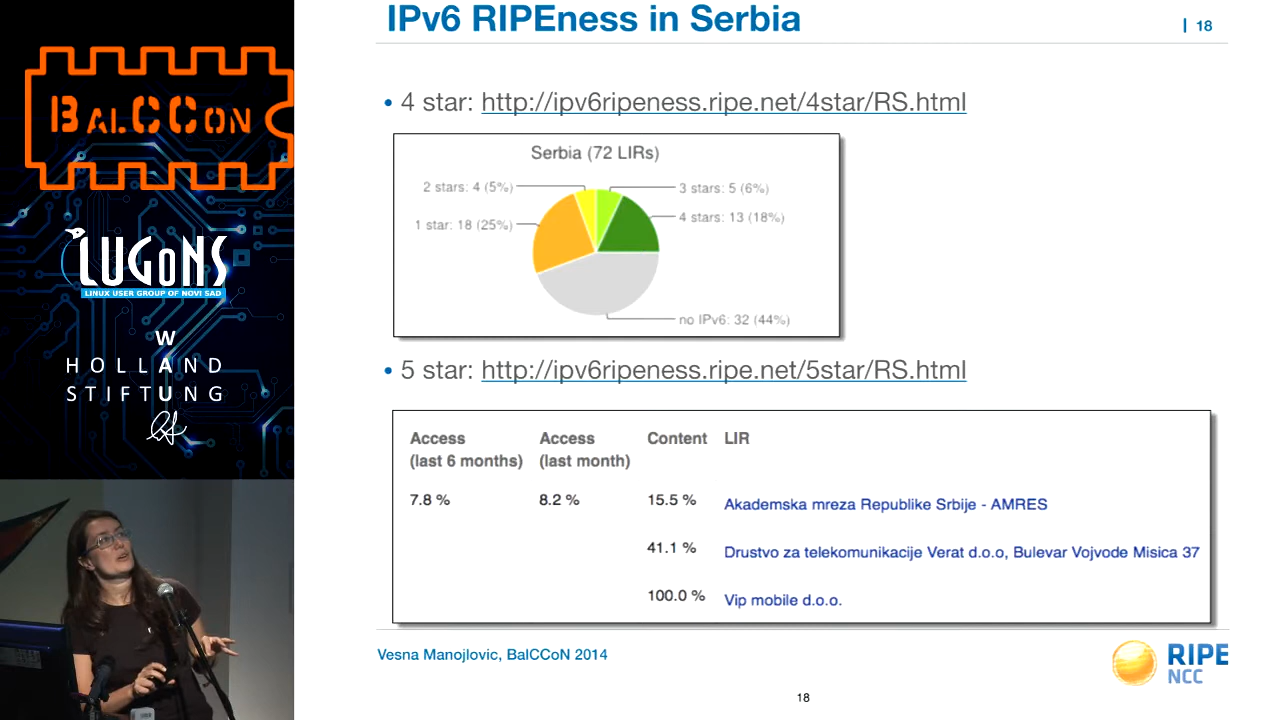 IPv6 RIPEness in Serbia
| 18
BALCCON
LUGoNS
LINUX USER GROUP OF NOVI SAD
W
HOLLAND
STIFTUNG
• 4 star: http://ipv6ripeness.ripe.net/4star/RS.html
Serbia (72 LIRs)
2 stars: 4 (5%)
3 stars: 5 (6%)
1 star: 18 (25%)
4 stars: 13 (18%)
no IPv6: 32 (44%)
• 5 star: http://ipv6ripeness.ripe.net/5star/RS.html
Access (last 6 months) Access (last month) Content LIR
7.8 % 8.2 % 15.5 % Akademska mreza Republike Srbije - AMRES
41.1 % Drustvo za telekomunikacije Verat d.o.o, Bulevar Vojvode Misica 37
100.0 % Vip mobile d.o.o.
Vesna Manojlovic, BalCCoN 2014
RIPE
NCC
18